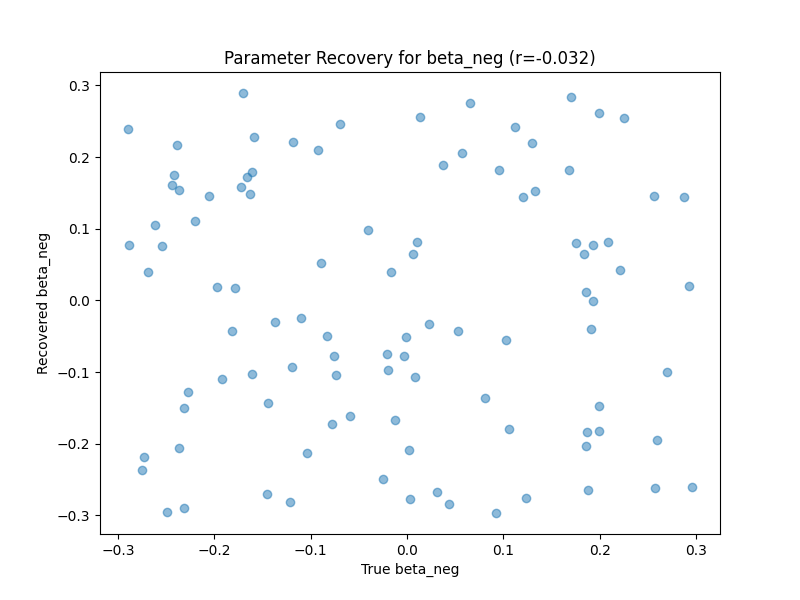 Parameter Recovery for beta_neg (r=-0.032)
0.3
0.2
0.1
0.0
−0.1
−0.2
−0.3
Recovered beta_neg
−0.3 −0.2 −0.1 0.0 0.1 0.2 0.3
True beta_neg